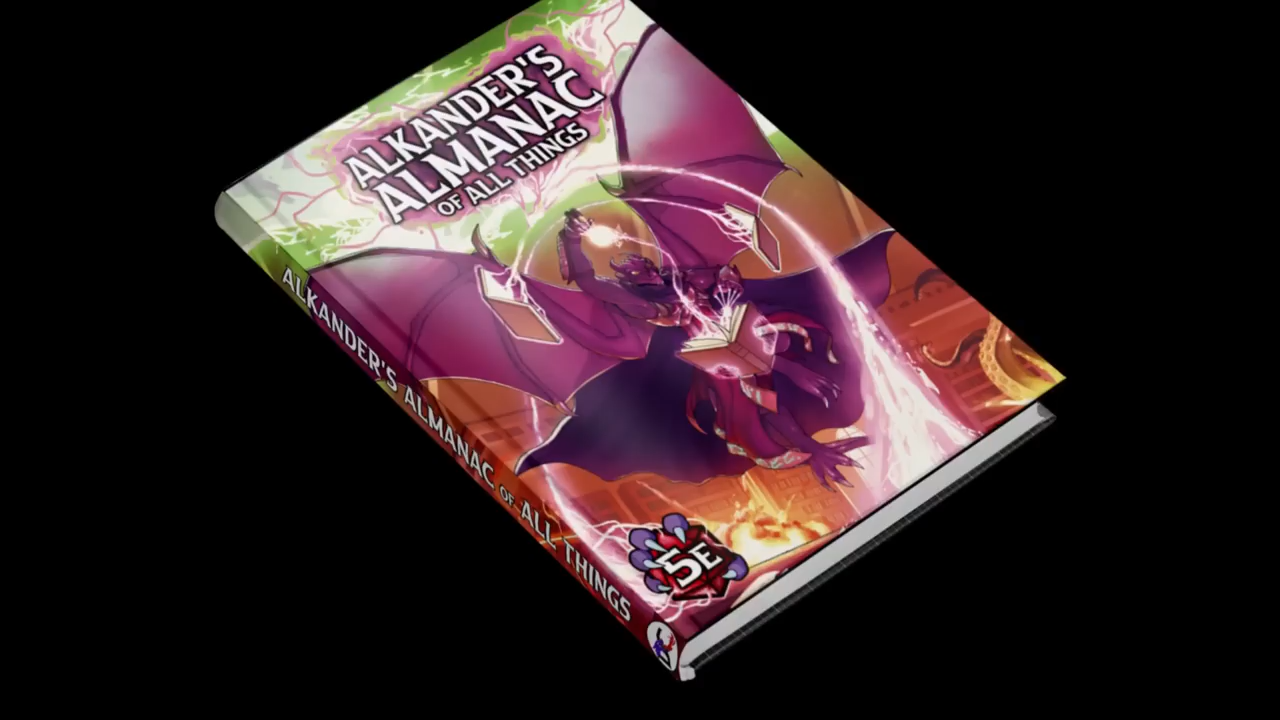 ALKANDER'S
ALMANAC
OF ALL THINGS
ALKANDER'S ALMANAC OF ALL THINGS
5E